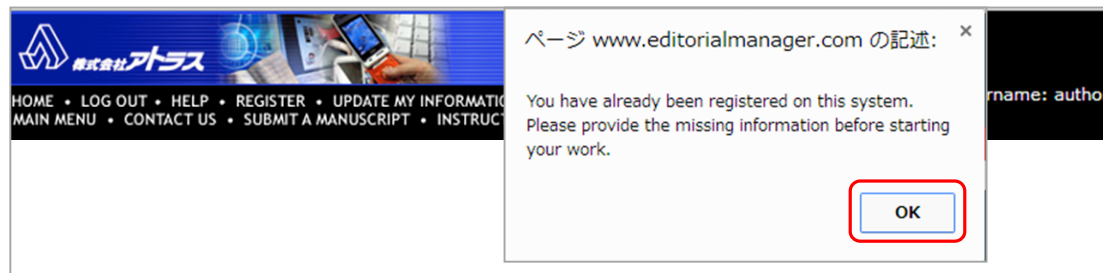 株式会社アトラス
HOME • LOG OUT • HELP • REGISTER • UPDATE MY INFORMATIO
MAIN MENU • CONTACT US • SUBMIT A MANUSCRIPT • INSTRUCT
rname: autho
ページ www.editorialmanager.com の記述: ×
You have already been registered on this system.
Please provide the missing information before starting
your work.
OK